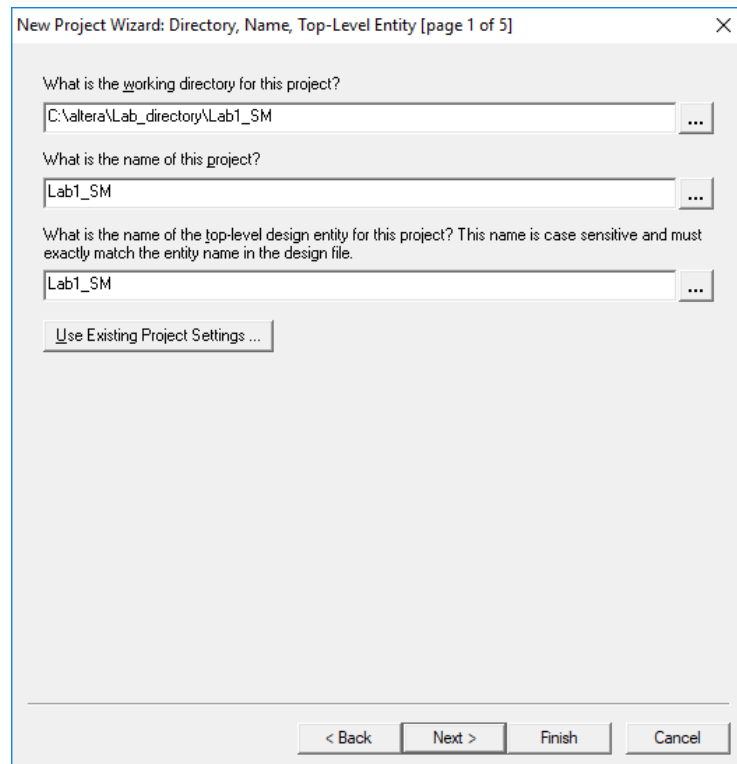 New Project Wizard: Directory, Name, Top-Level Entity [page 1 of 5]
What is the working directory for this project?
C:\altera\Lab_directory\Lab1_SM
...
What is the name of this project?
Lab1_SM
...
What is the name of the top-level design entity for this project? This name is case sensitive and must
exactly match the entity name in the design file.
Lab1_SM
...
Use Existing Project Settings ...
< Back
Next >
Finish
Cancel